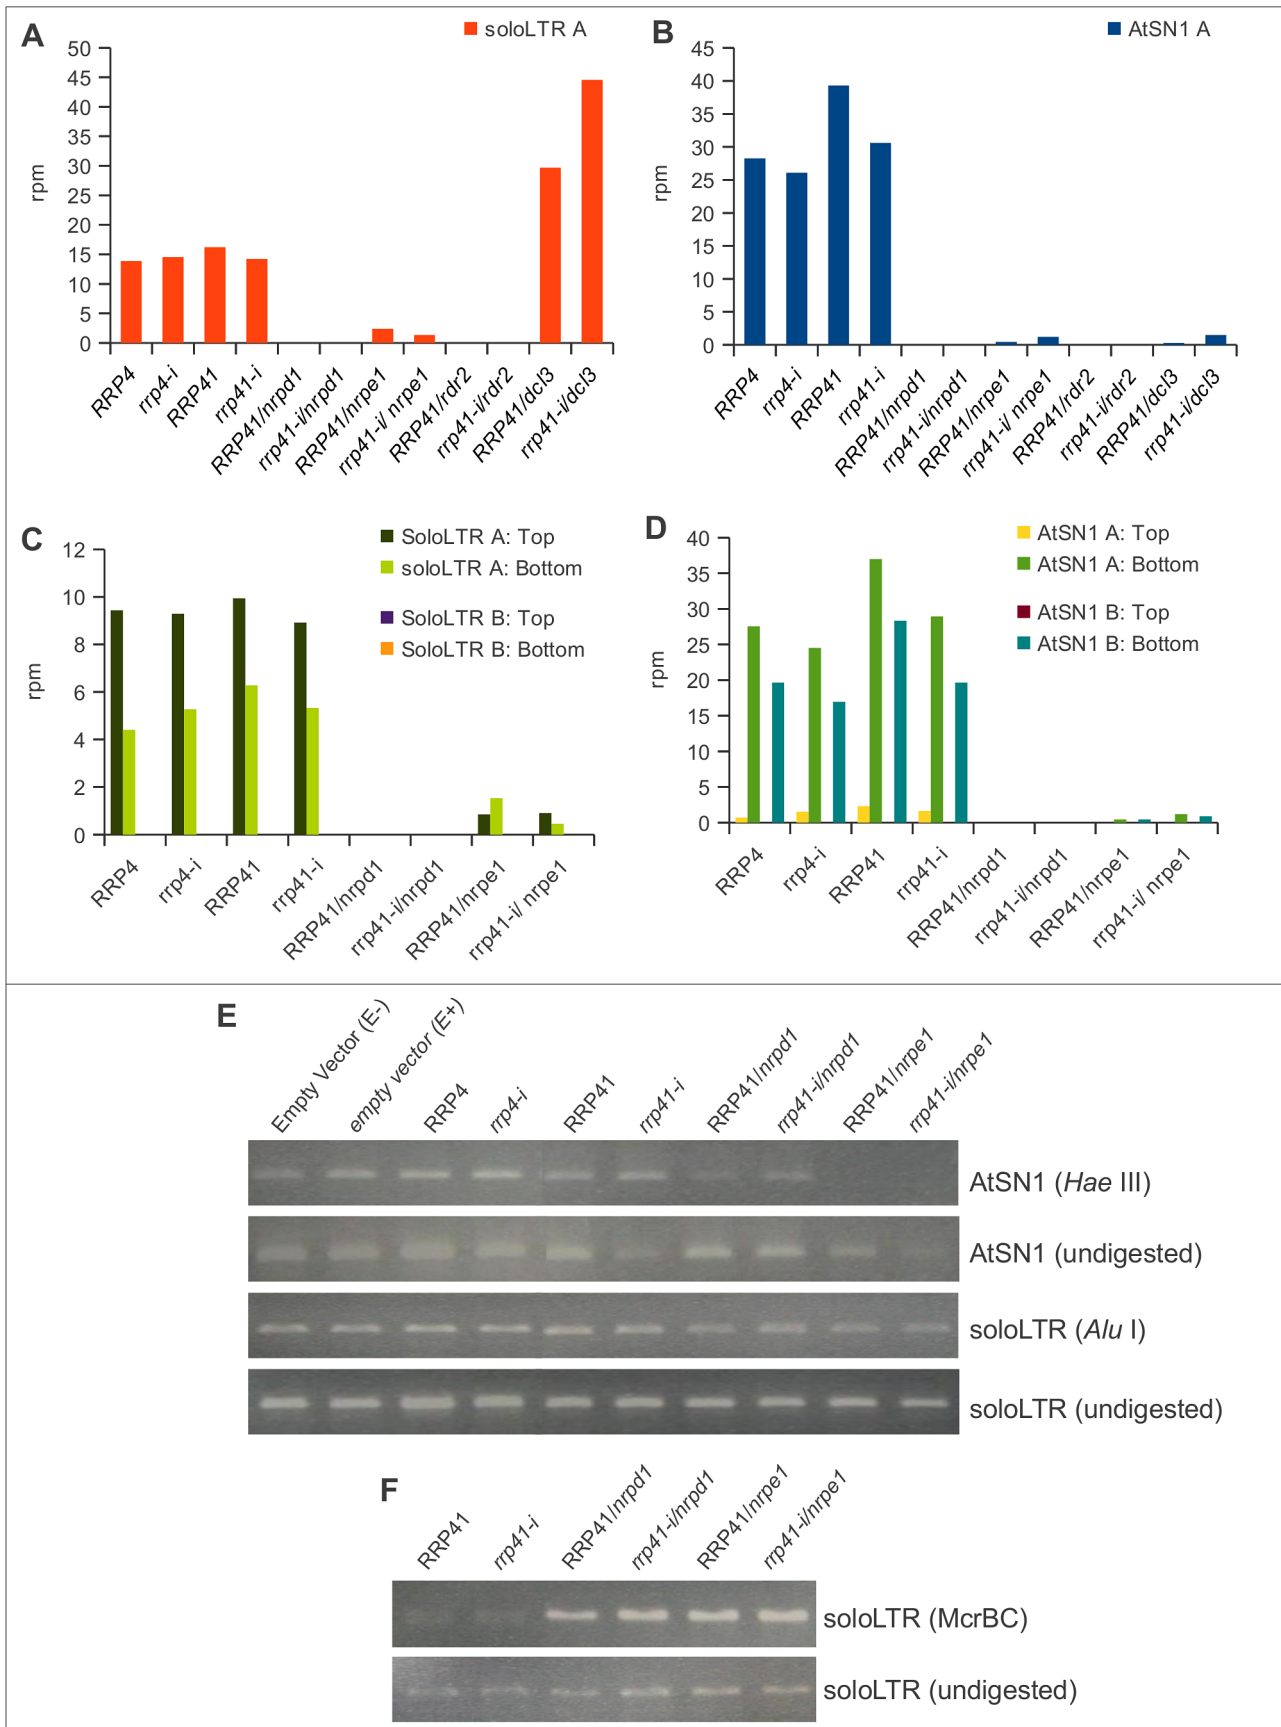 A
soloLTR A
50
45
40
35
30
25
20
15
10
5
0
rpm
RRP4
rrp4-i
RRP41
rrp41-i
RRP41/nrpd1
rrp41-i/nrpd1
RRP41/nrpe1
rrp41-i/ nrpe1
RRP41/rdr2
rrp41-i/rdr2
RRP41/dcl3
rrp41-i/dcl3
B
AtSN1 A
45
40
35
30
25
20
15
10
5
0
rpm
RRP4
rrp4-i
RRP41
rrp41-i
RRP41/nrpd1
rrp41-i/nrpd1
RRP41/nrpe1
rrp41-i/ nrpe1
RRP41/rdr2
rrp41-i/rdr2
RRP41/dcl3
rrp41-i/dcl3
C
SoloLTR A: Top
soloLTR A: Bottom
SoloLTR B: Top
SoloLTR B: Bottom
12
10
8
6
4
2
0
rpm
RRP4
rrp4-i
RRP41
rrp41-i
RRP41/nrpd1
rrp41-i/nrpd1
RRP41/nrpe1
rrp41-i/ nrpe1
D
AtSN1 A: Top
AtSN1 A: Bottom
AtSN1 B: Top
AtSN1 B: Bottom
40
35
30
25
20
15
10
5
0
rpm
RRP4
rrp4-i
RRP41
rrp41-i
RRP41/nrpd1
rrp41-i/nrpd1
RRP41/nrpe1
rrp41-i/ nrpe1
E
Empty Vector (E-)
empty vector (E+)
RRP4
rrp4-i
RRP41
rrp41-i
RRP41/nrpd1
rrp41-i/nrpd1
RRP41/nrpe1
rrp41-i/nrpe1
AtSN1 (Hae III)
AtSN1 (undigested)
soloLTR (Alu I)
soloLTR (undigested)
F
RRP41
rrp41-i
RRP41/nrpd1
rrp41-i/nrpd1
RRP41/nrpe1
rrp41-i/nrpe1
soloLTR (McrBC)
soloLTR (undigested)